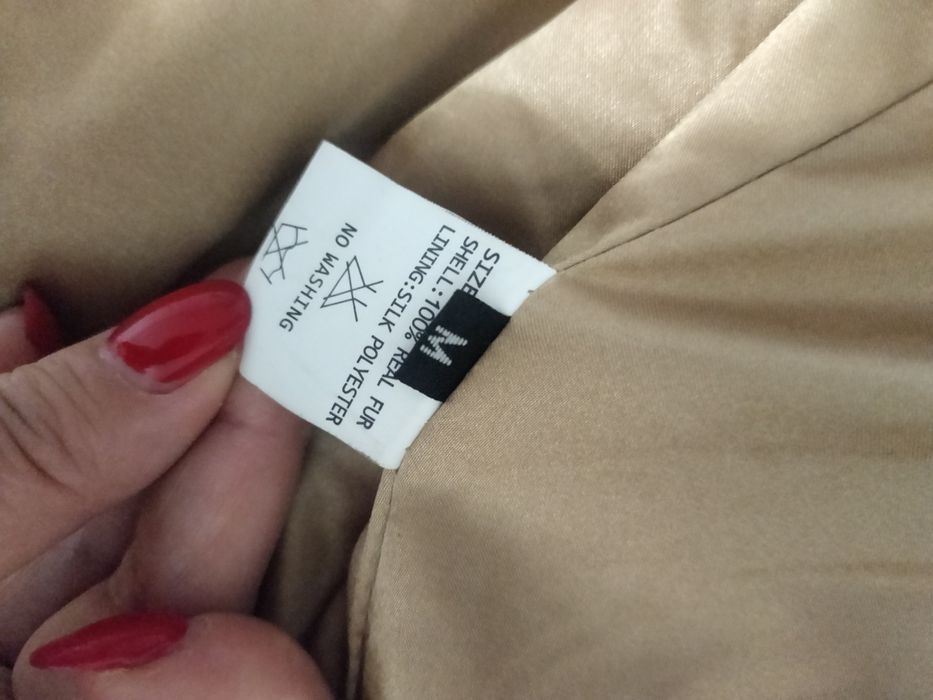 SIZE
M
SHELL:100% REAL FUR
LINING:SILK POLYESTER
NO WASHING